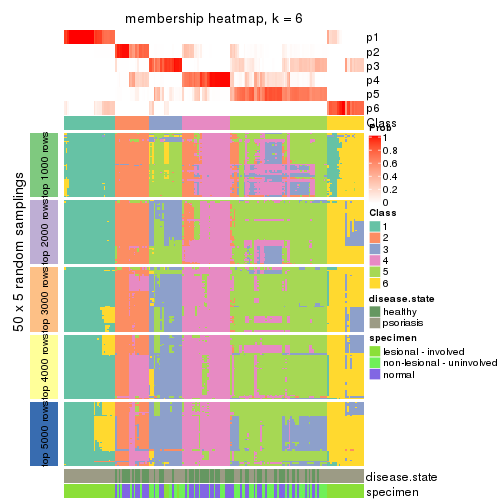 membership heatmap, k = 6
p1
p2
p3
p4
p5
p6
Class
Prob
1
0.8
0.6
0.4
0.2
0
Class
1
2
3
4
5
6
disease.state
healthy
psoriasis
specimen
lesional - involved
non-lesional - uninvolved
normal
50 x 5 random samplings
top 1000 rows
top 2000 rows
top 3000 rows
top 4000 rows
top 5000 rows
disease.state
specimen